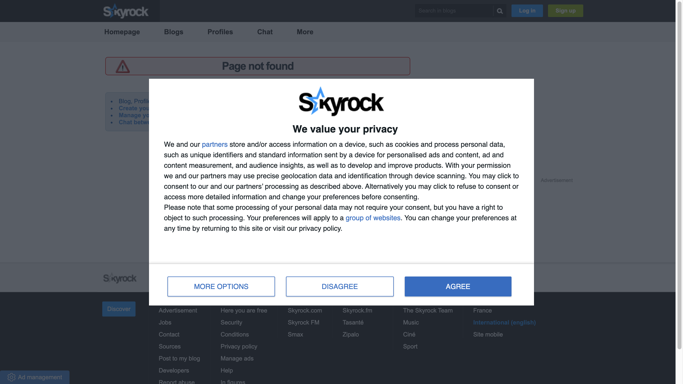 Skyrock
Search in blogs
Log in
Sign up
Homepage
Blogs
Profiles
Chat
More
Page not found
Blog, Profi
Create you
Manage yo
Chat betwe
Advertisement
Skyrock
We value your privacy
We and our partners store and/or access information on a device, such as cookies and process personal data,
such as unique identifiers and standard information sent by a device for personalised ads and content, ad and
content measurement, and audience insights, as well as to develop and improve products. With your permission
we and our partners may use precise geolocation data and identification through device scanning. You may click to
consent to our and our partners' processing as described above. Alternatively you may click to refuse to consent or
access more detailed information and change your preferences before consenting.
Please note that some processing of your personal data may not require your consent, but you have a right to
object to such processing. Your preferences will apply to a group of websites. You can change your preferences at
any time by returning to this site or visit our privacy policy.
MORE OPTIONS
DISAGREE
AGREE
Skyrock
Discover
Advertisement
Jobs
Contact
Sources
Post to my blog
Developers
Report abuse
Here you are free
Security
Conditions
Privacy policy
Manage ads
Help
In figures
Skyrock.com
Skyrock FM
Smax
Skyrock.fm
Tasanté
Zipalo
The Skyrock Team
Music
Ciné
Sport
France
International (english)
Site mobile
Ad management